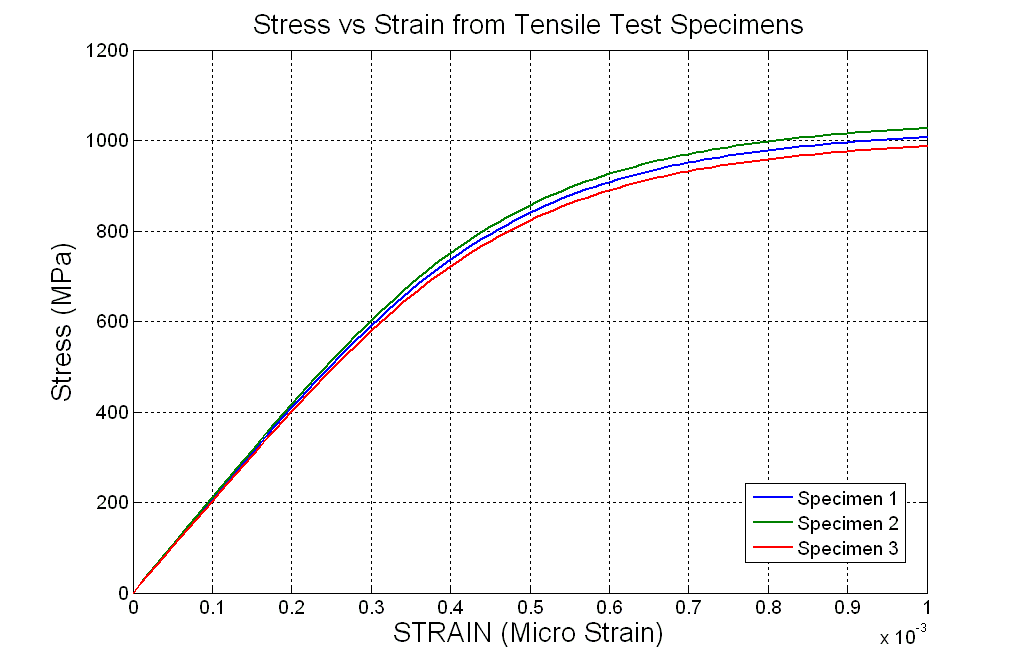 Stress vs Strain from Tensile Test Specimens
1200
1000
800
600
400
200
0
Stress (MPa)
Specimen 1
Specimen 2
Specimen 3
0 0.1 0.2 0.3 0.4 0.5 0.6 0.7 0.8 0.9 1
STRAIN (Micro Strain)
x 10⁻³